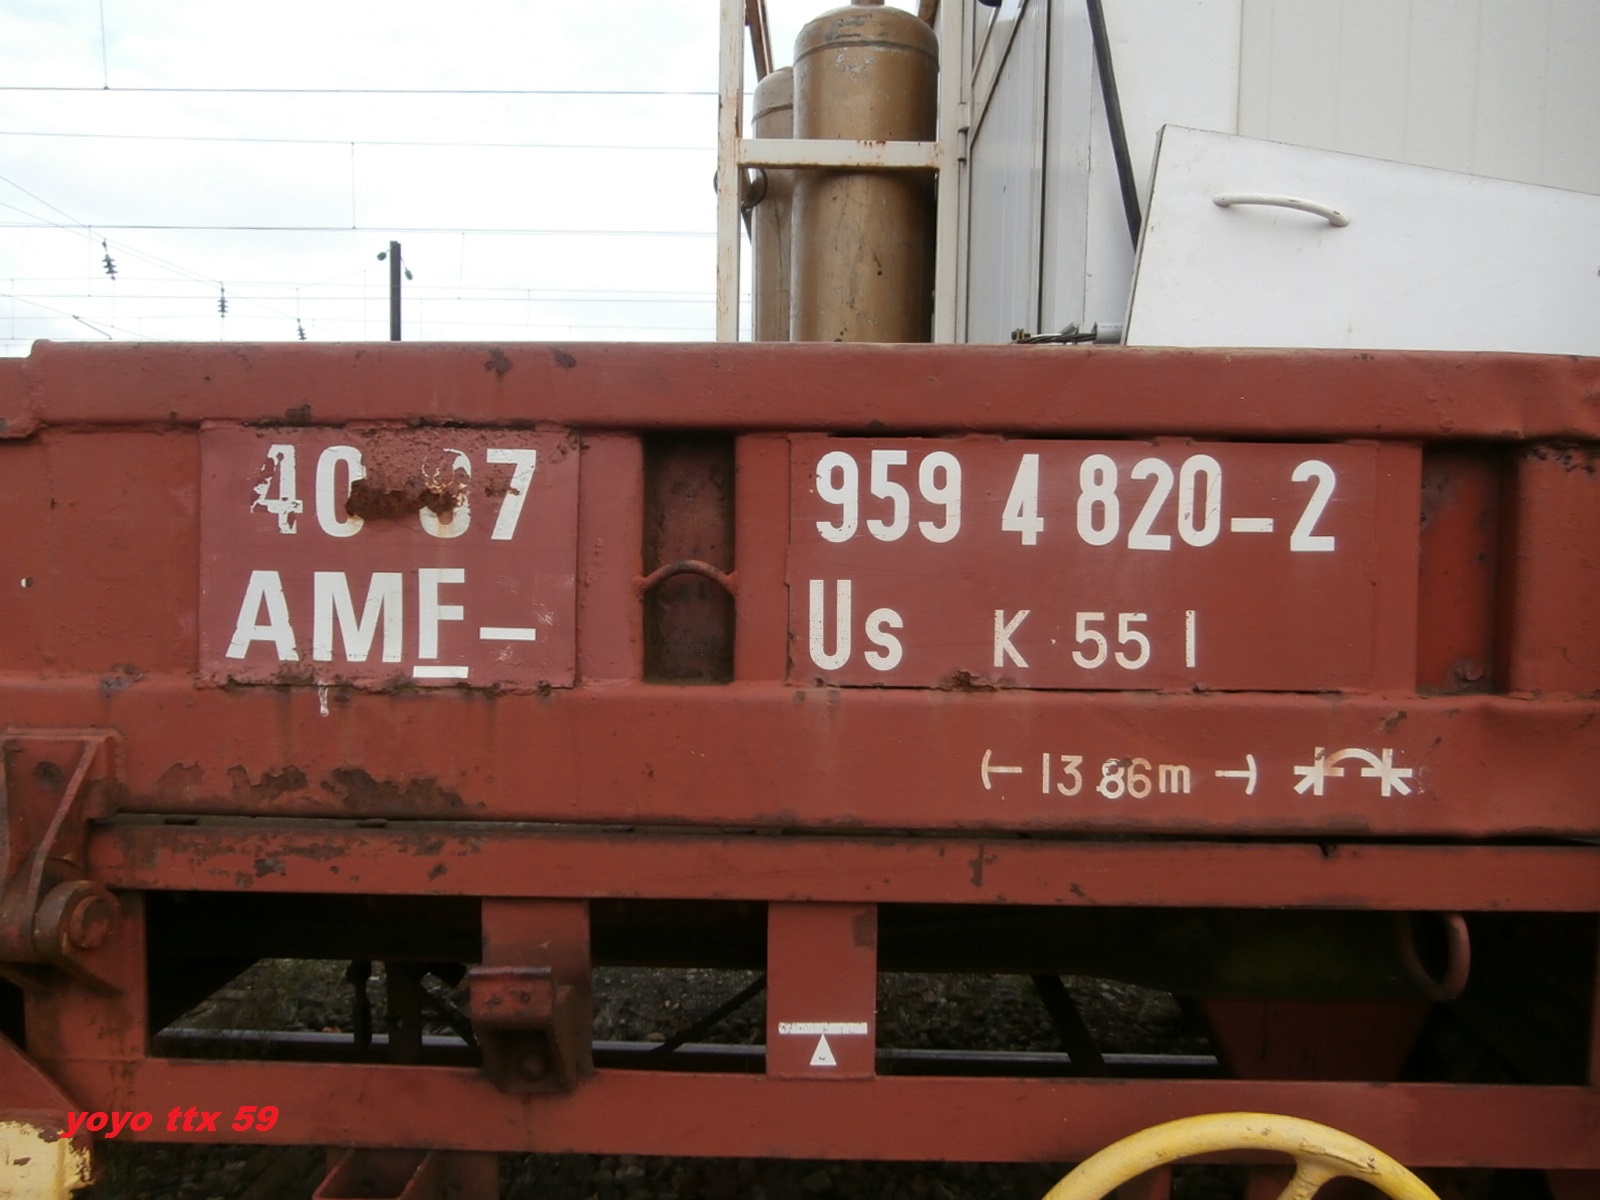 40 87
AMF-
959 4 820-2
Us K 55 l
13.86m
yoyo ttx 59